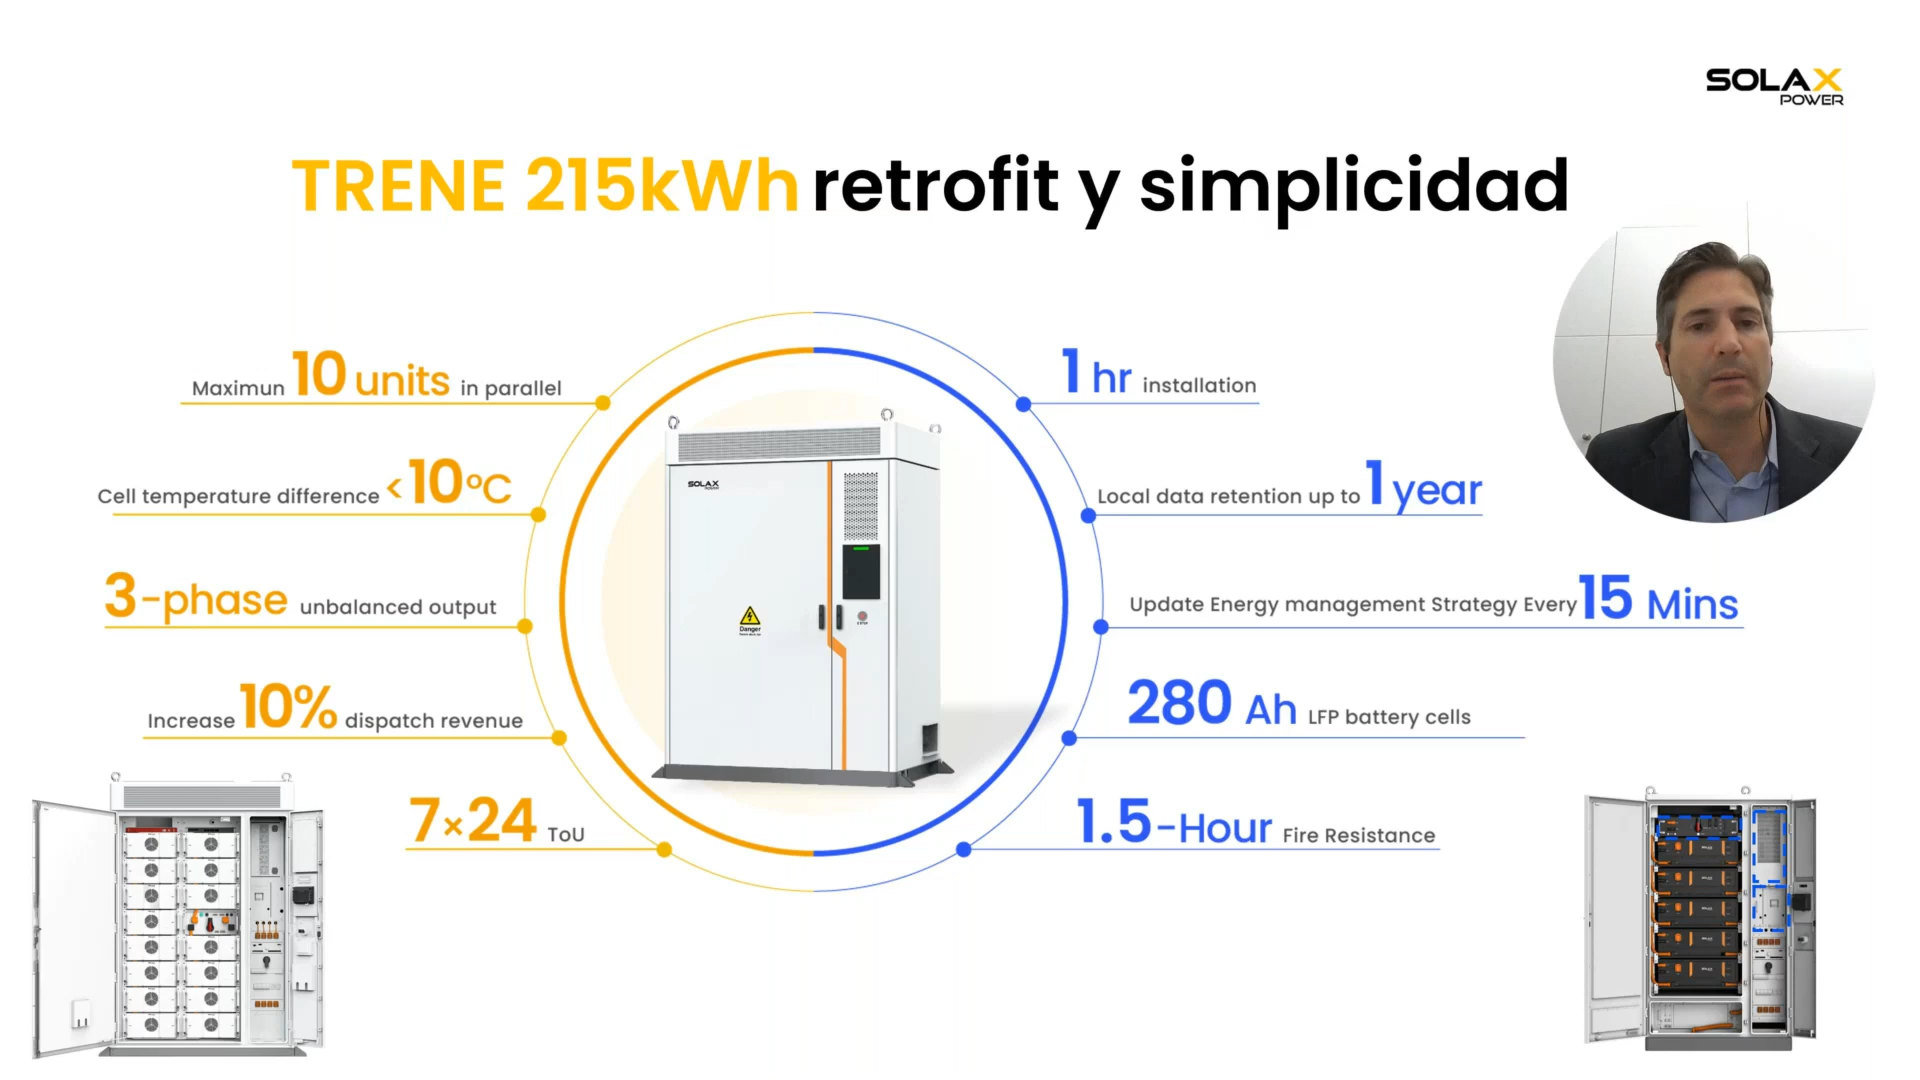 SOLAX
POWER
TRENE 215kWh retrofit y simplicidad
Maximun 10 units in parallel
1 hr installation
Cell temperature difference <10°C
Local data retention up to 1 year
3-phase unbalanced output
Update Energy management Strategy Every 15 Mins
Increase 10% dispatch revenue
280 Ah LFP battery cells
7×24 ToU
1.5-Hour Fire Resistance
SOLAX
POWER
Danger